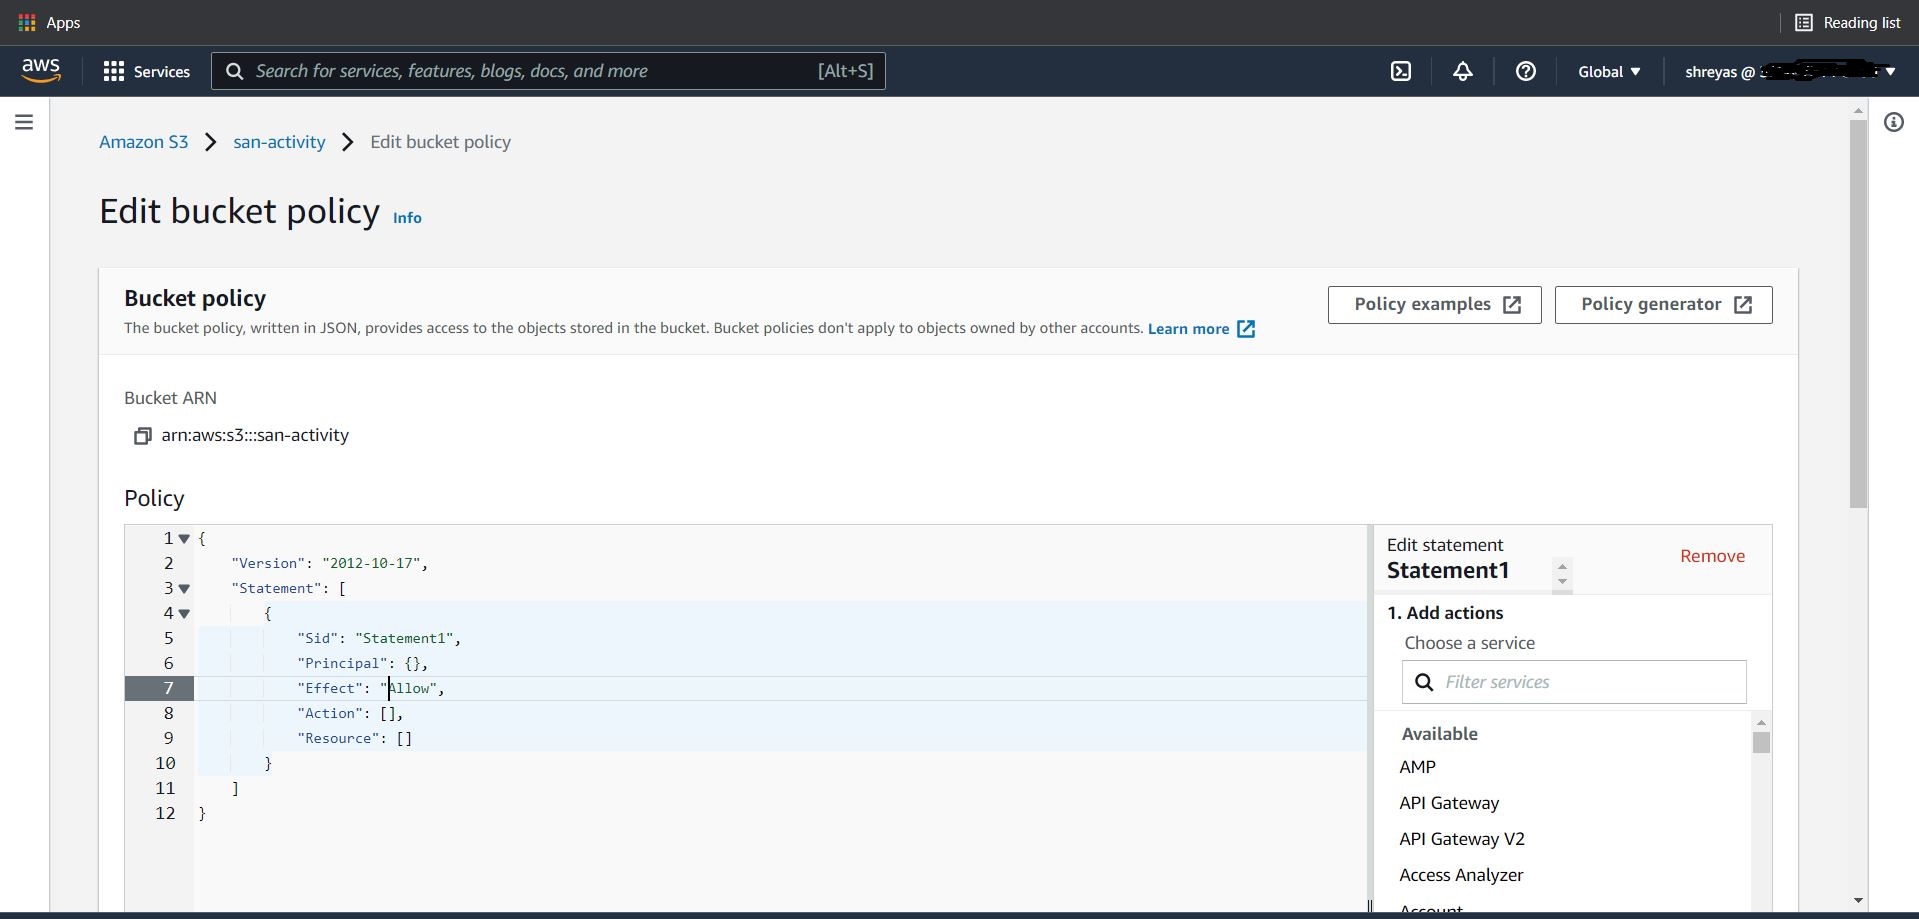 Apps
Reading list
aws
Services
Search for services, features, blogs, docs, and more
[Alt+S]
Global
shreyas @
Amazon S3
san-activity
Edit bucket policy
Edit bucket policy
Info
Bucket policy
Policy examples
Policy generator
The bucket policy, written in JSON, provides access to the objects stored in the bucket. Bucket policies don't apply to objects owned by other accounts. Learn more
Bucket ARN
arn:aws:s3:::san-activity
Policy
1 {
2 "Version": "2012-10-17",
3 "Statement": [
4 {
5 "Sid": "Statement1",
6 "Principal": {},
7 "Effect": "Allow",
8 "Action": [],
9 "Resource": []
10 }
11 ]
12 }
Edit statement
Statement1
Remove
1. Add actions
Choose a service
Filter services
Available
AMP
API Gateway
API Gateway V2
Access Analyzer
Account